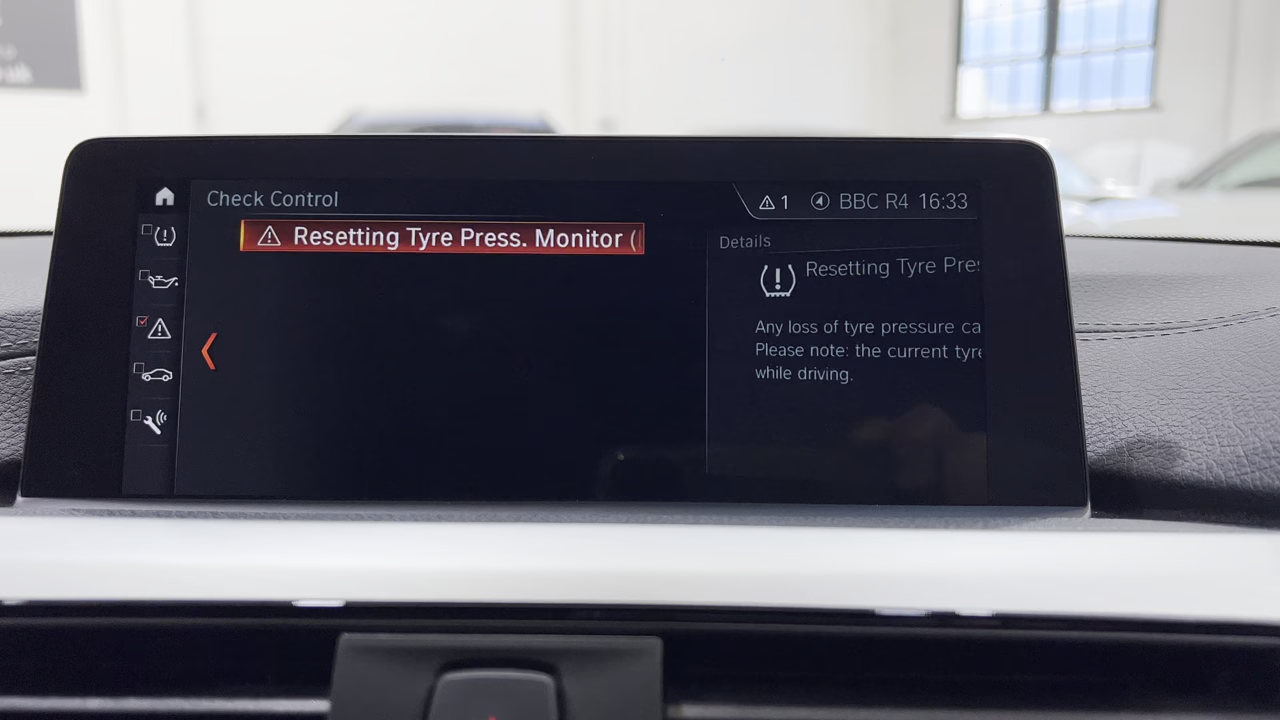 Check Control
1 BBC R4 16:33
Resetting Tyre Press. Monitor (
Details
Resetting Tyre Pres
Any loss of tyre pressure ca
Please note: the current tyre
while driving.